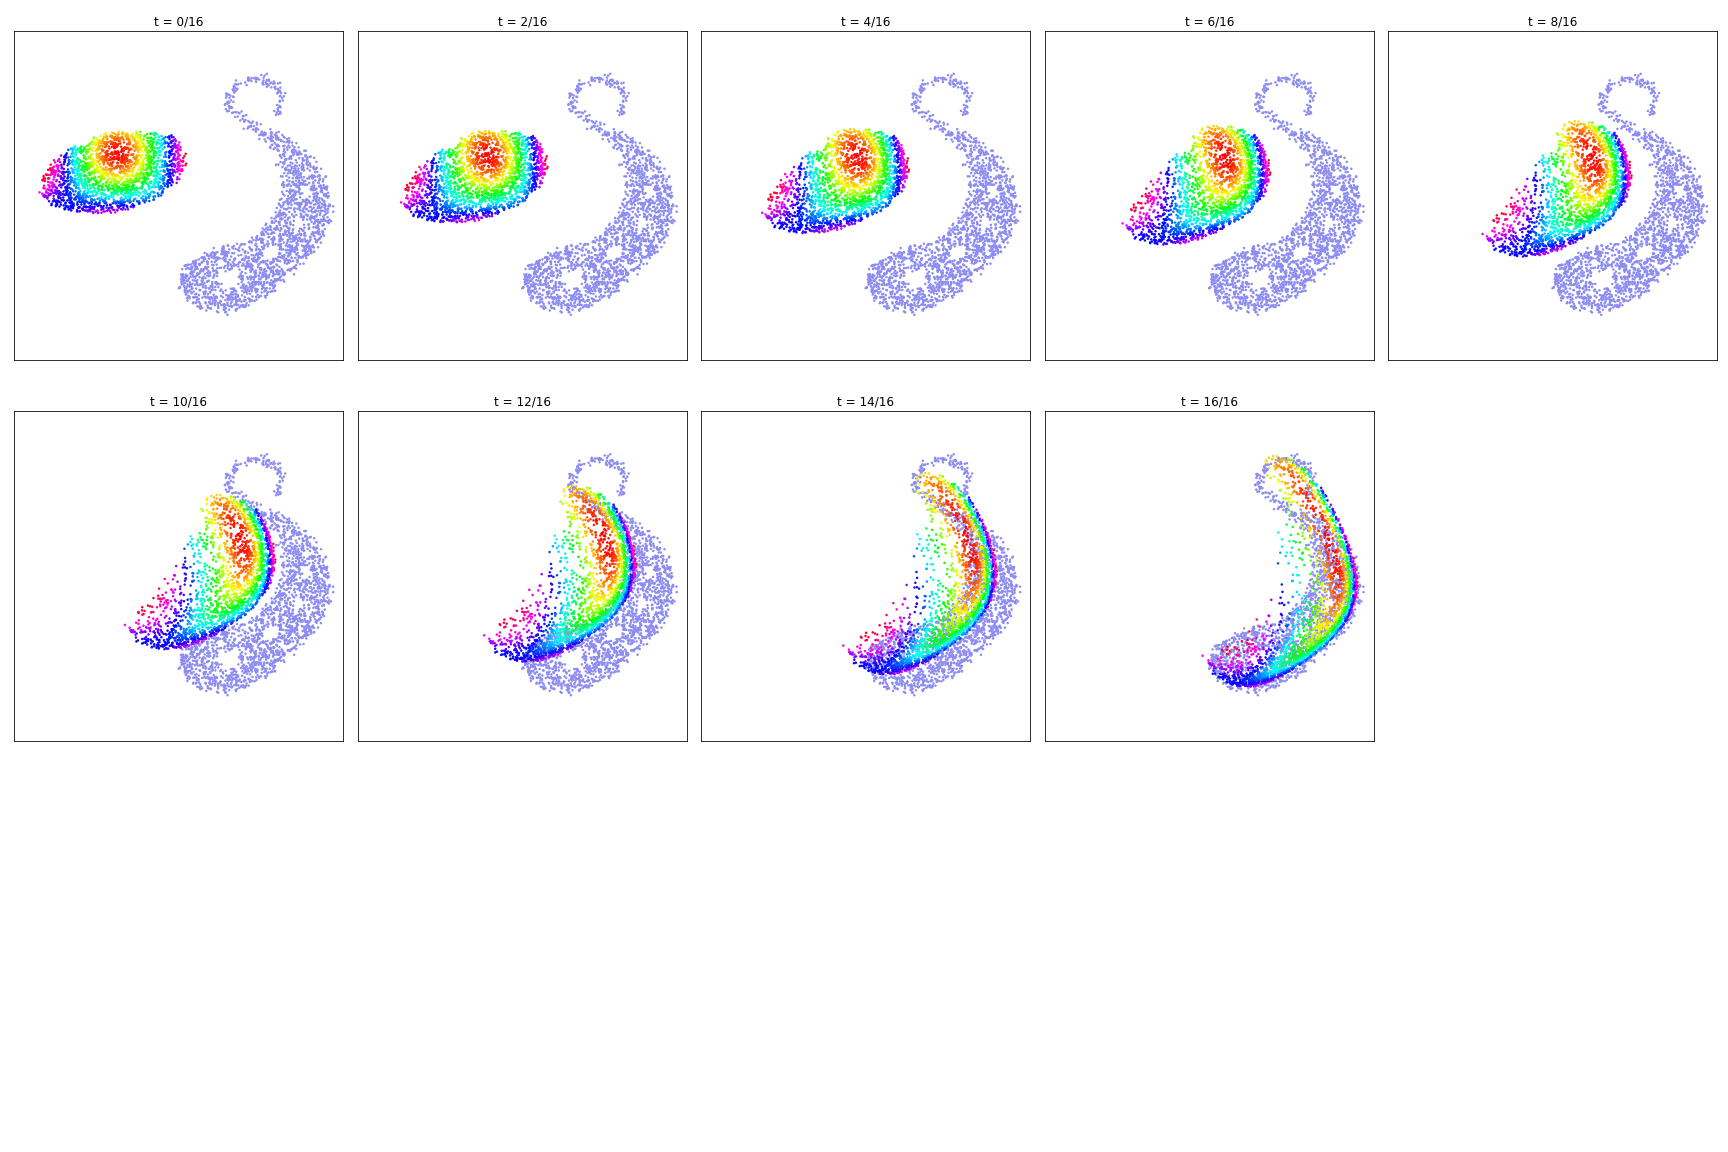 t = 0/16
t = 2/16
t = 4/16
t = 6/16
t = 8/16
t = 10/16
t = 12/16
t = 14/16
t = 16/16